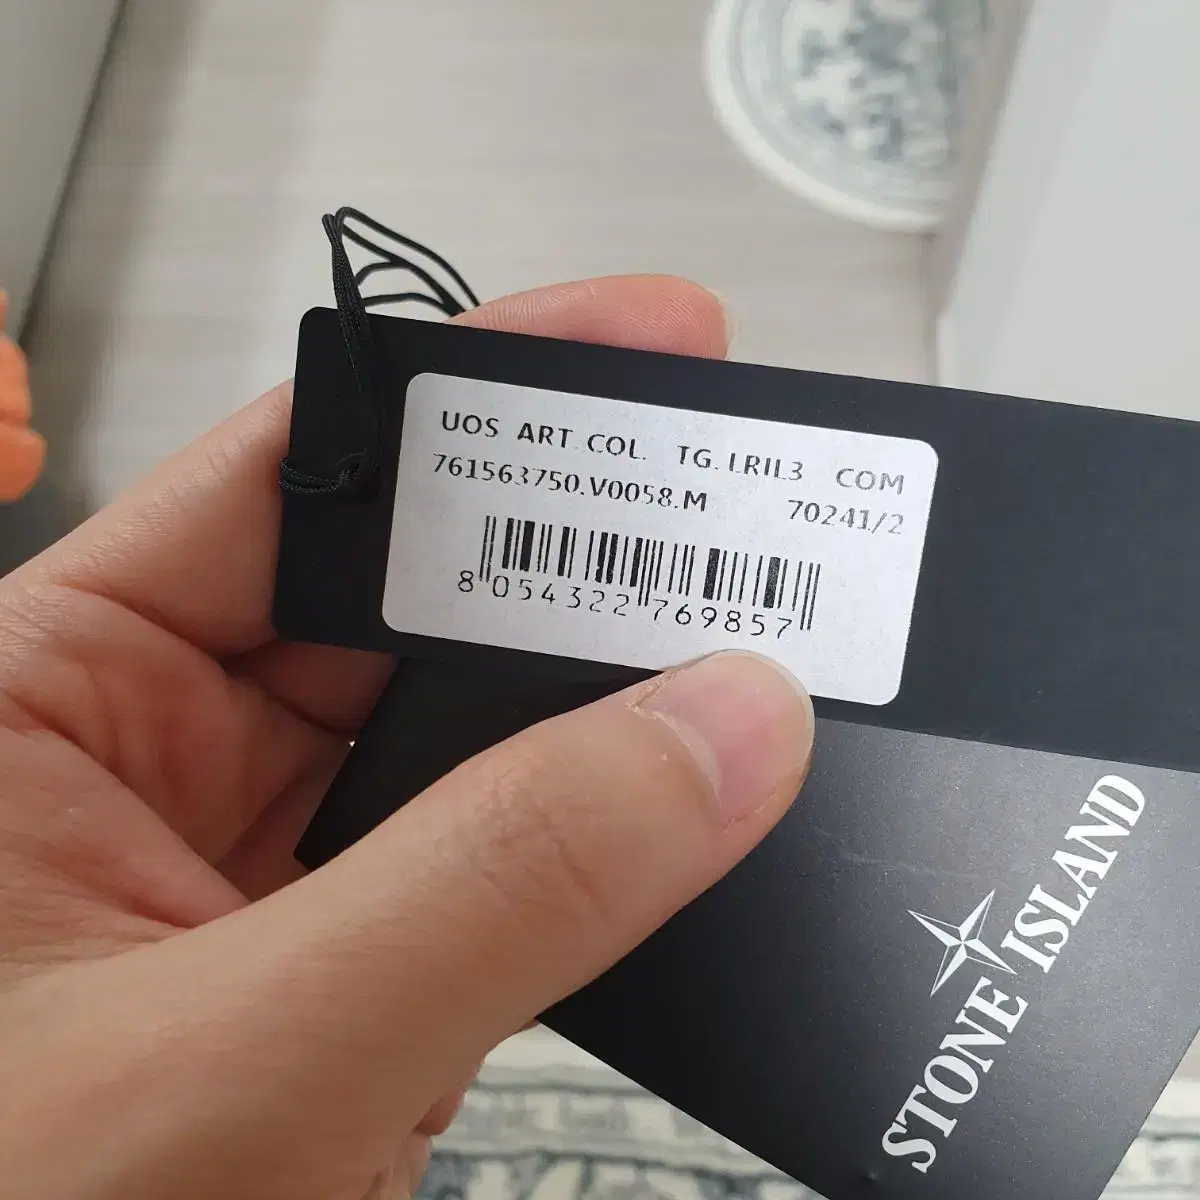 UOS ART. COL. TG. LRIL3 COM
761563750.V0058.M 70241/2
8 054322 769857
STONE ISLAND